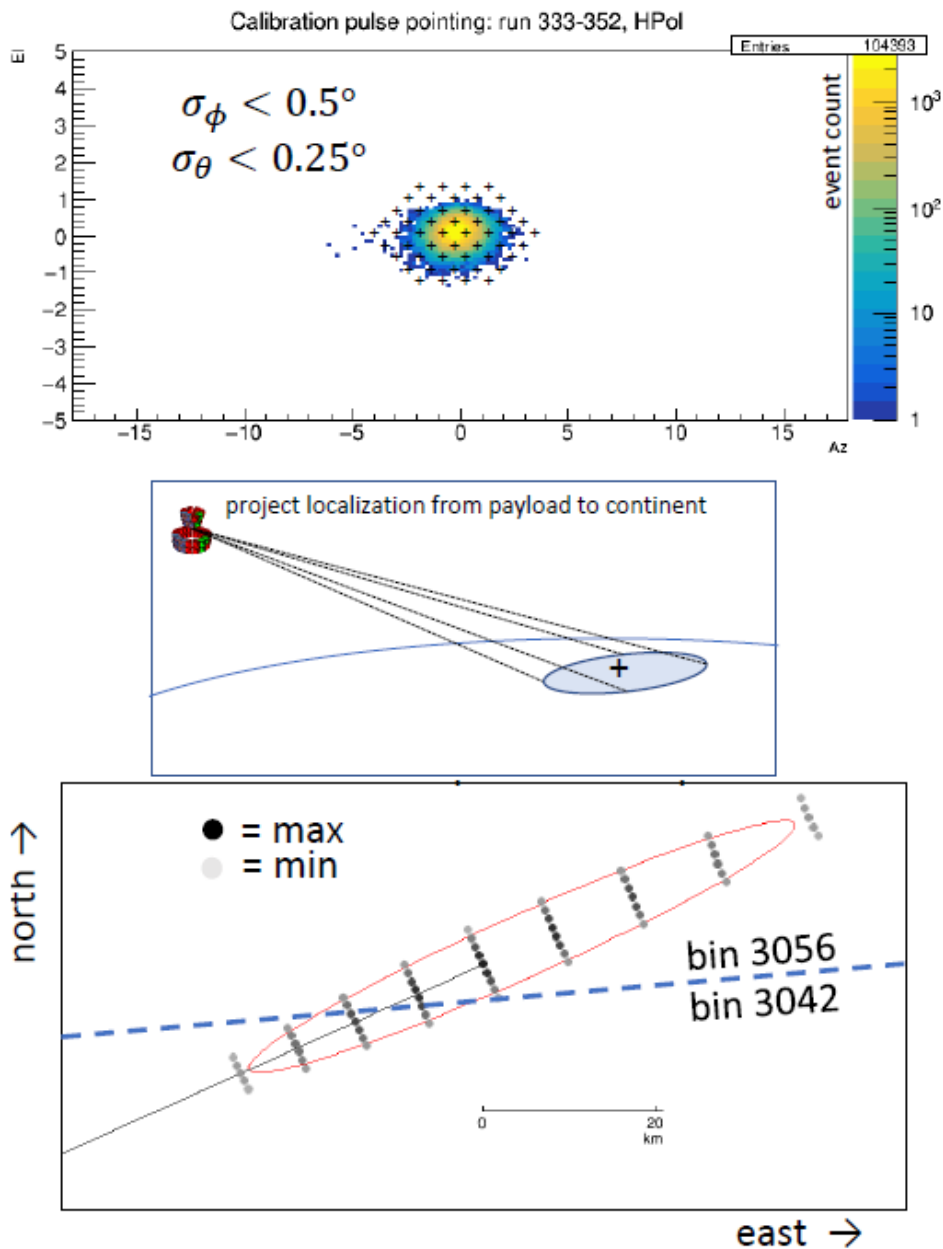 Calibration pulse pointing: run 333-352, HPol
El
Entries 104393
5
4
3
2
1
0
−1
−2
−3
−4
−5
σϕ < 0.5°
σθ < 0.25°
event count
10³
10²
10
1
−15 −10 −5 0 5 10 15
Az
project localization from payload to continent
= max
= min
north →
bin 3056
bin 3042
0 20
km
east →